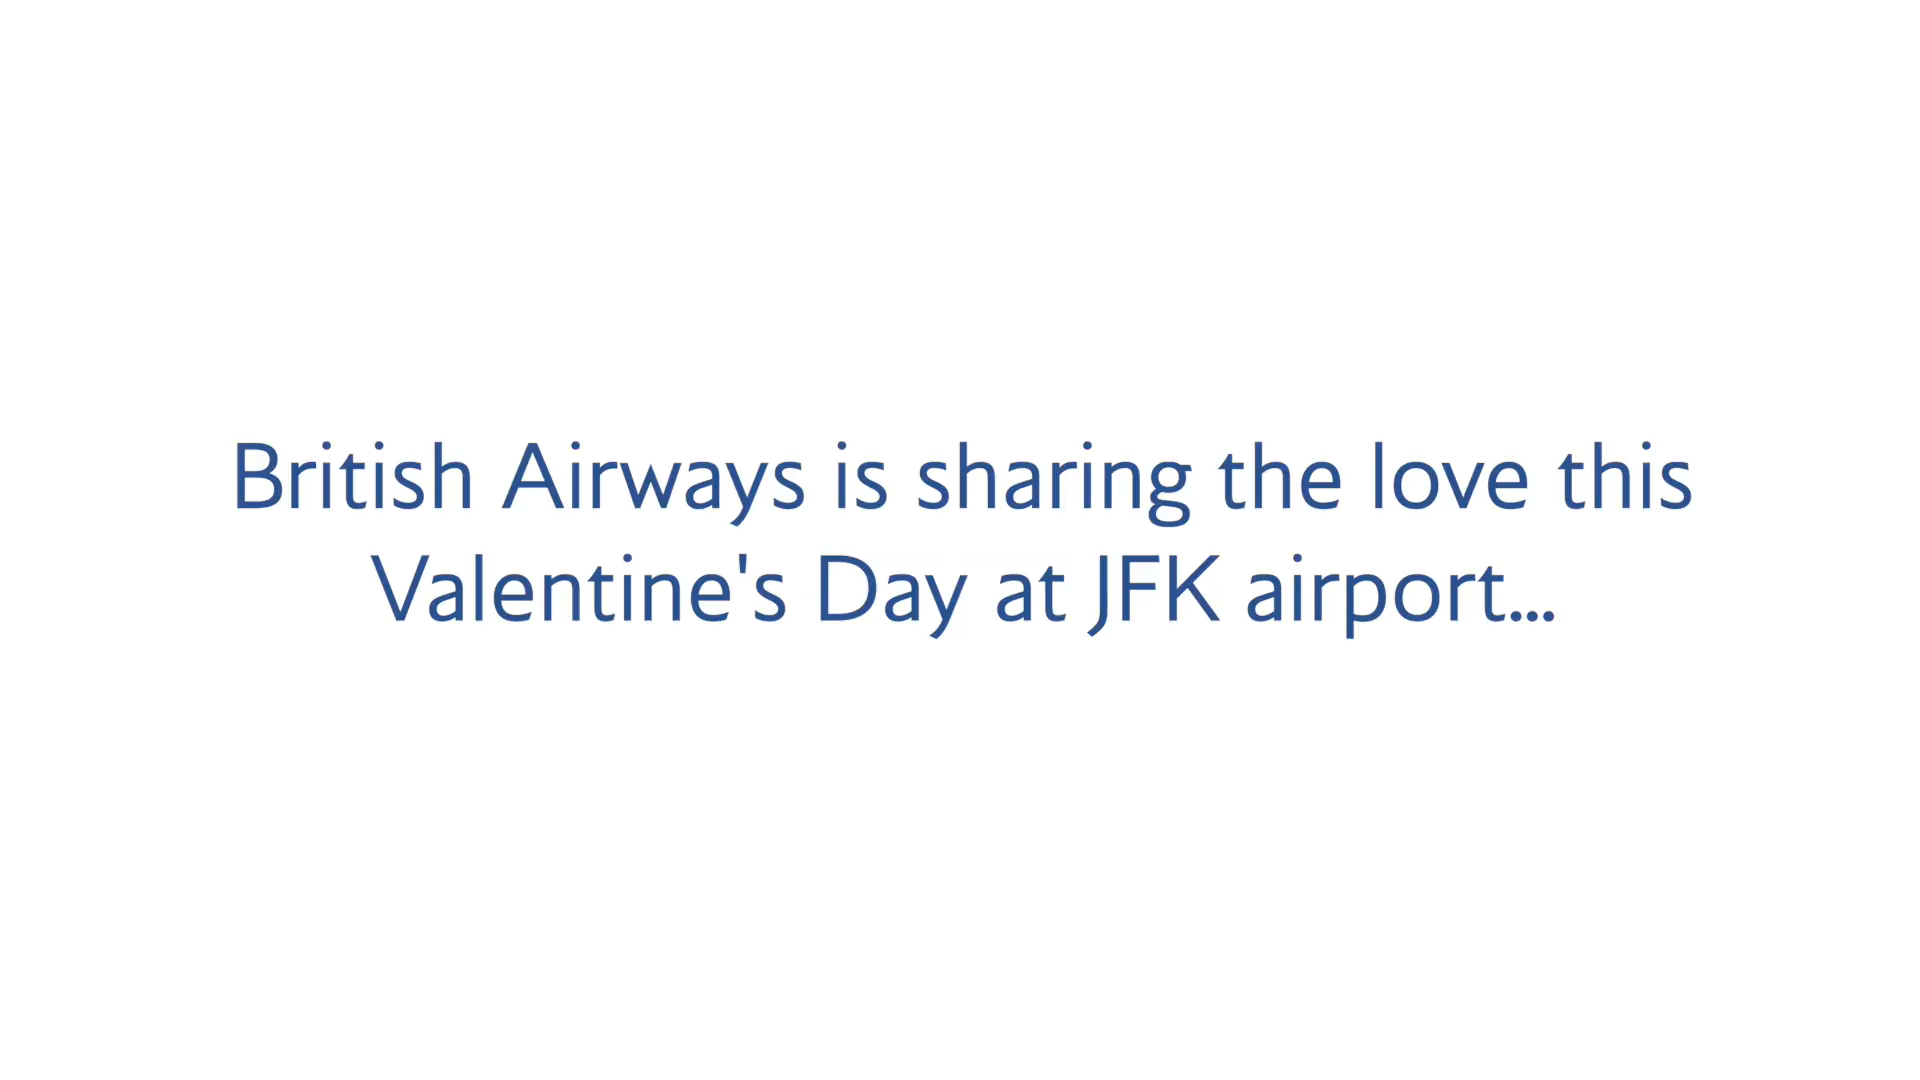 British Airways is sharing the love this
Valentine's Day at JFK airport...